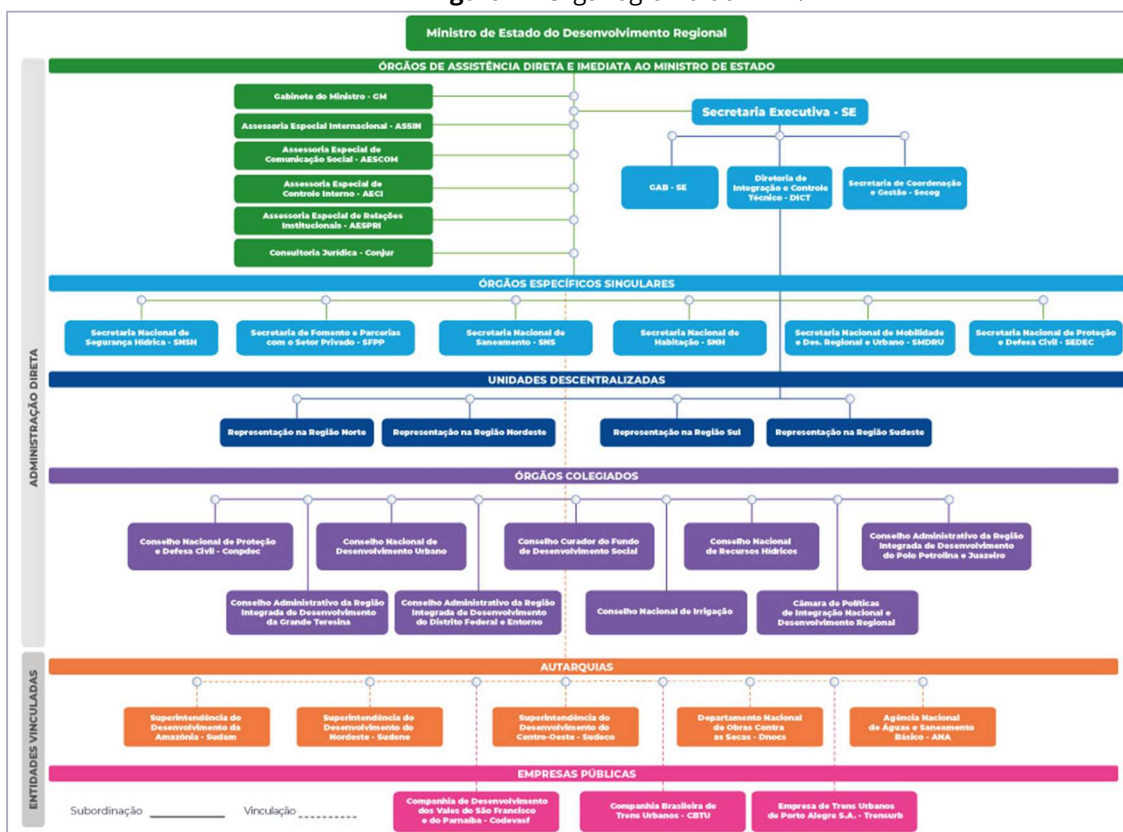 Ministro de Estado do Desenvolvimento Regional
ÓRGÃOS DE ASSISTÊNCIA DIRETA E IMEDIATA AO MINISTRO DE ESTADO
Gabinete do Ministro - GM
Assessoria Especial Internacional - ASSIN
Assessoria Especial de
Comunicação Social - AESCOM
Assessoria Especial de
Controle Interno - AECI
Assessoria Especial de Relações
Institucionais - AESPRI
Consultoria Jurídica - Conjur
Secretaria Executiva - SE
GAB - SE
Diretoria de
Integração e Controle
Técnico - DICT
Secretaria de Coordenação
e Gestão - Secog
ADMINISTRAÇÃO DIRETA
ÓRGÃOS ESPECÍFICOS SINGULARES
Secretaria Nacional de
Segurança Hídrica - SNSH
Secretaria de Fomento e Parcerias
com o Setor Privado - SFPP
Secretaria Nacional de
Saneamento - SNS
Secretaria Nacional de
Habitação - SNH
Secretaria Nacional de Mobilidade
e Des. Regional e Urbano - SMDRU
Secretaria Nacional de Proteção
e Defesa Civil - SEDEC
UNIDADES DESCENTRALIZADAS
Representação na Região Norte
Representação na Região Nordeste
Representação na Região Sul
Representação na Região Sudeste
ÓRGÃOS COLEGIADOS
Conselho Nacional de Proteção
e Defesa Civil - Conpdec
Conselho Nacional de
Desenvolvimento Urbano
Conselho Curador do Fundo
de Desenvolvimento Social
Conselho Nacional
de Recursos Hídricos
Conselho Administrativo da Região
Integrada de Desenvolvimento
do Polo Petrolina e Juazeiro
Conselho Administrativo da Região
Integrada de Desenvolvimento
da Grande Teresina
Conselho Administrativo da Região
Integrada de Desenvolvimento
do Distrito Federal e Entorno
Conselho Nacional de Irrigação
Câmara de Políticas
de Integração Nacional e
Desenvolvimento Regional
ENTIDADES VINCULADAS
AUTARQUIAS
Superintendência do
Desenvolvimento da
Amazônia - Sudam
Superintendência do
Desenvolvimento do
Nordeste - Sudene
Superintendência do
Desenvolvimento do
Centro-Oeste - Sudeco
Departamento Nacional
de Obras Contra
as Secas - Dnocs
Agência Nacional
de Águas e Saneamento
Básico - ANA
EMPRESAS PÚBLICAS
Subordinação
Vinculação
Companhia de Desenvolvimento
dos Vales do São Francisco
e do Parnaíba - Codevasf
Companhia Brasileira de
Trens Urbanos - CBTU
Empresa de Trens Urbanos
de Porto Alegre S.A. - Trensurb